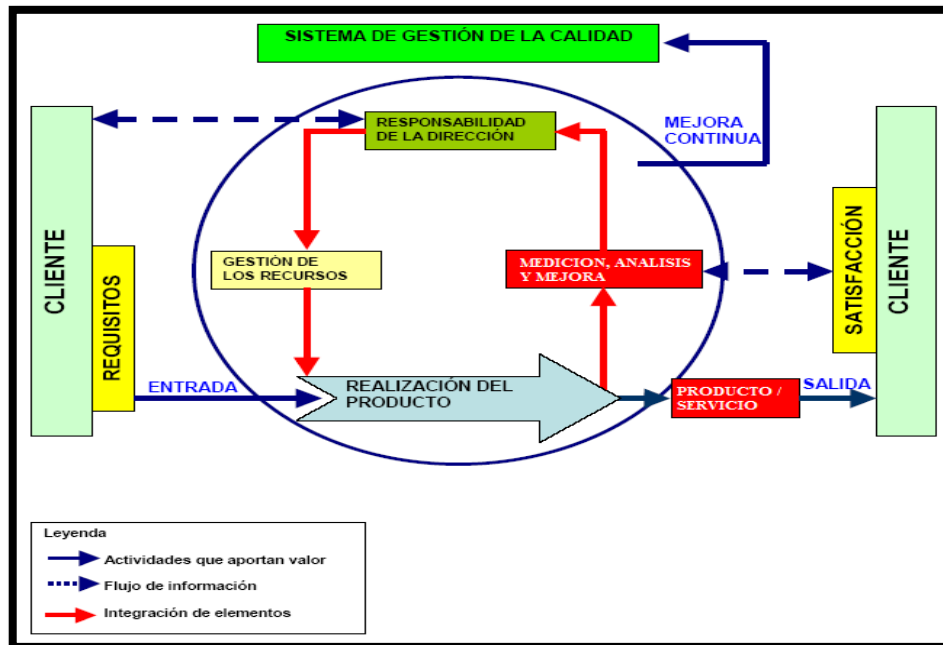 SISTEMA DE GESTIÓN DE LA CALIDAD
MEJORA
CONTINUA
RESPONSABILIDAD
DE LA DIRECCIÓN
CLIENTE
REQUISITOS
GESTIÓN DE
LOS RECURSOS
MEDICION, ANALISIS
Y MEJORA
SATISFACCIÓN
CLIENTE
ENTRADA
REALIZACIÓN DEL
PRODUCTO
PRODUCTO /
SERVICIO
SALIDA
Leyenda
Actividades que aportan valor
Flujo de información
Integración de elementos